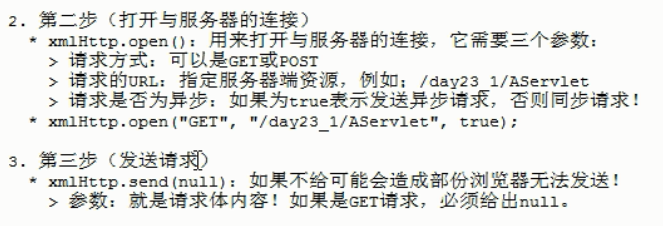 2. 第二步（打开与服务器的连接）
* xmlHttp.open()：用来打开与服务器的连接，它需要三个参数：
> 请求方式：可以是GET或POST
> 请求的URL：指定服务器端资源，例如；/day23_1/AServlet
> 请求是否为异步：如果为true表示发送异步请求，否则同步请求！
* xmlHttp.open("GET", "/day23_1/AServlet", true);
3. 第三步（发送请求）
* xmlHttp.send(null)：如果不给可能会造成部份浏览器无法发送！
> 参数：就是请求体内容！如果是GET请求，必须给出null。